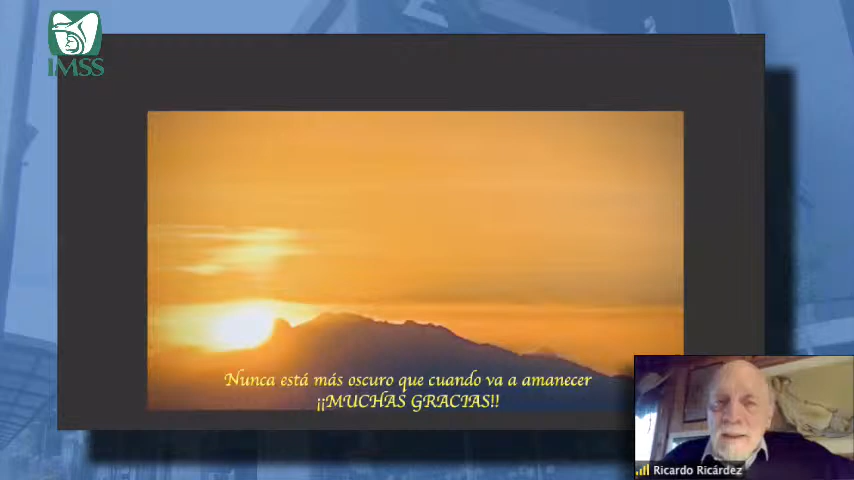 IMSS
Nunca está más oscuro que cuando va a amanecer
¡¡MUCHAS GRACIAS!!
Ricardo Ricárdez